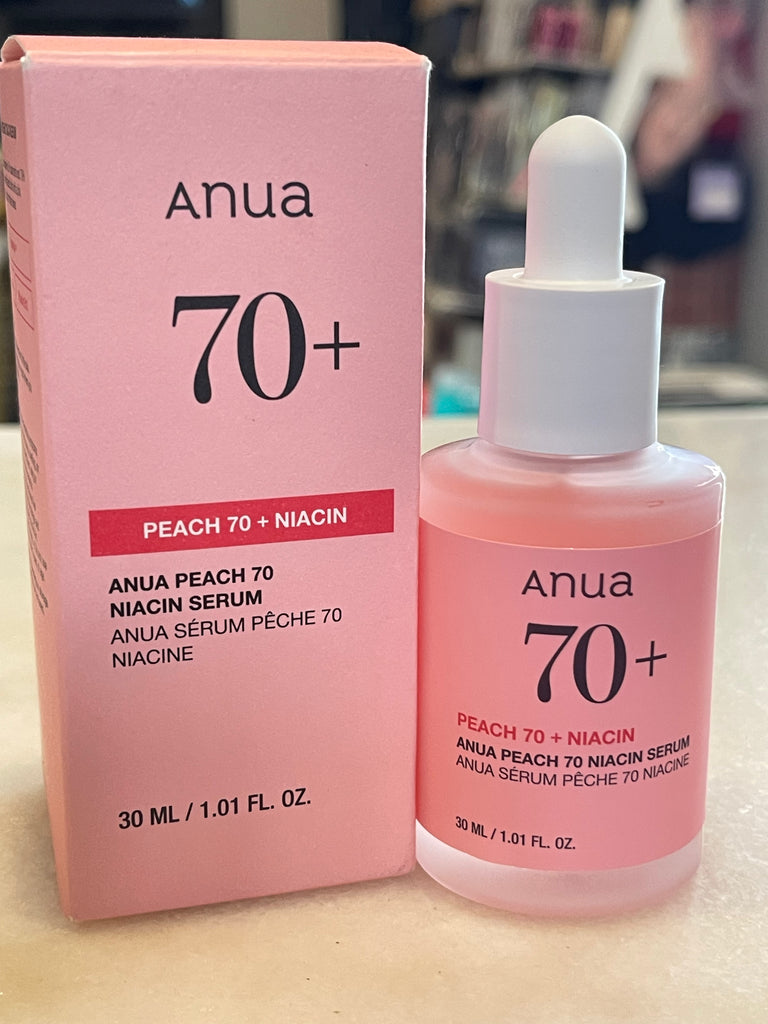 Anua
70+
PEACH 70 + NIACIN
ANUA PEACH 70
NIACIN SERUM
ANUA SÉRUM PÊCHE 70
NIACINE
30 ML / 1.01 FL. OZ.
Anua
70+
PEACH 70 + NIACIN
ANUA PEACH 70 NIACIN SERUM
ANUA SÉRUM PÊCHE 70 NIACINE
30 ML / 1.01 FL. OZ.